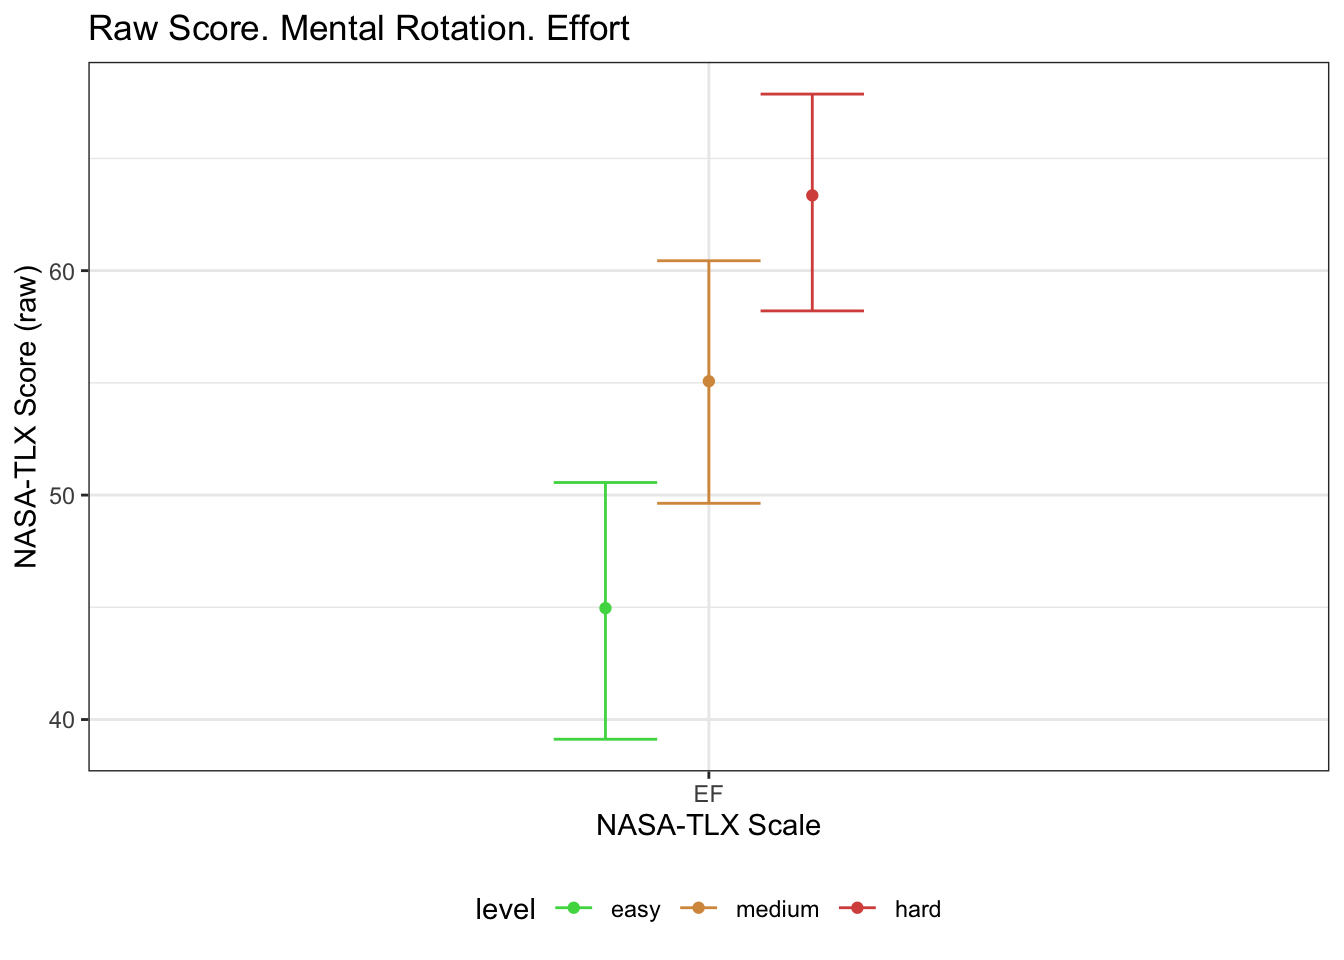 Raw Score. Mental Rotation. Effort
NASA-TLX Score (raw)
60
50
40
EF
NASA-TLX Scale
level easy medium hard